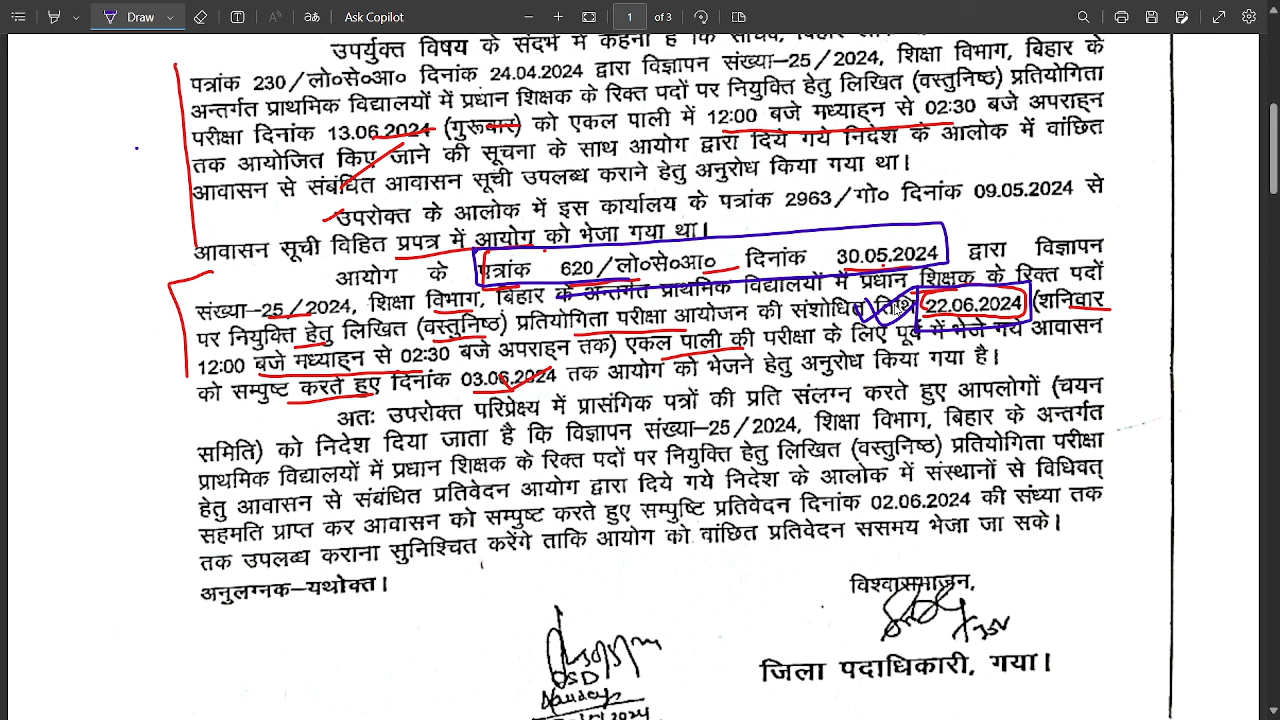 Draw
Ask Copilot
1 of 3
उपर्युक्त विषय के संदर्भ में कहना है कि सचिव, बिहार
पत्रांक 230/लो०से०आ० दिनांक 24.04.2024 द्वारा विज्ञापन संख्या-25/2024, शिक्षा विभाग, बिहार के
अन्तर्गत प्राथमिक विद्यालयों में प्रधान शिक्षक के रिक्त पदों पर नियुक्ति हेतु लिखित (वस्तुनिष्ठ) प्रतियोगिता
परीक्षा दिनांक 13.06.2024 (गुरूवार) को एकल पाली में 12:00 बजे मध्याह्न से 02:30 बजे अपराह्न
तक आयोजित किए जाने की सूचना के साथ आयोग द्वारा दिये गये निदेश के आलोक में वांछित
आवासन से संबंधित आवासन सूची उपलब्ध कराने हेतु अनुरोध किया गया था।
उपरोक्त के आलोक में इस कार्यालय के पत्रांक 2963/गो० दिनांक 09.05.2024 से
आवासन सूची विहित प्रपत्र में आयोग को भेजा गया था।
आयोग के पत्रांक 620/लो०से०आ० दिनांक 30.05.2024 द्वारा विज्ञापन
संख्या-25/2024, शिक्षा विभाग, बिहार के अन्तर्गत प्राथमिक विद्यालयों में प्रधान शिक्षक के रिक्त पदों
पर नियुक्ति हेतु लिखित (वस्तुनिष्ठ) प्रतियोगिता परीक्षा आयोजन की संशोधित तिथि 22.06.2024 (शनिवार
12:00 बजे मध्याह्न से 02:30 बजे अपराह्न तक) एकल पाली की परीक्षा के लिए पूर्व में भेजे गये आवासन
को सम्पुष्ट करते हुए दिनांक 03.06.2024 तक आयोग को भेजने हेतु अनुरोध किया गया है।
अतः उपरोक्त परिप्रेक्ष्य में प्रासंगिक पत्रों की प्रति संलग्न करते हुए आपलोगों (चयन
समिति) को निदेश दिया जाता है कि विज्ञापन संख्या-25/2024, शिक्षा विभाग, बिहार के अन्तर्गत
प्राथमिक विद्यालयों में प्रधान शिक्षक के रिक्त पदों पर नियुक्ति हेतु लिखित (वस्तुनिष्ठ) प्रतियोगिता परीक्षा
हेतु आवासन से संबंधित प्रतिवेदन आयोग द्वारा दिये गये निदेश के आलोक में संस्थानों से विधिवत्
सहमति प्राप्त कर आवासन को सम्पुष्ट करते हुए सम्पुष्टि प्रतिवेदन दिनांक 02.06.2024 की संध्या तक
तक उपलब्ध कराना सुनिश्चित करेंगे ताकि आयोग को वांछित प्रतिवेदन ससमय भेजा जा सके।
अनुलग्नक-यथोक्त।
विश्वासभाजन,
OSD
जिला पदाधिकारी, गया।